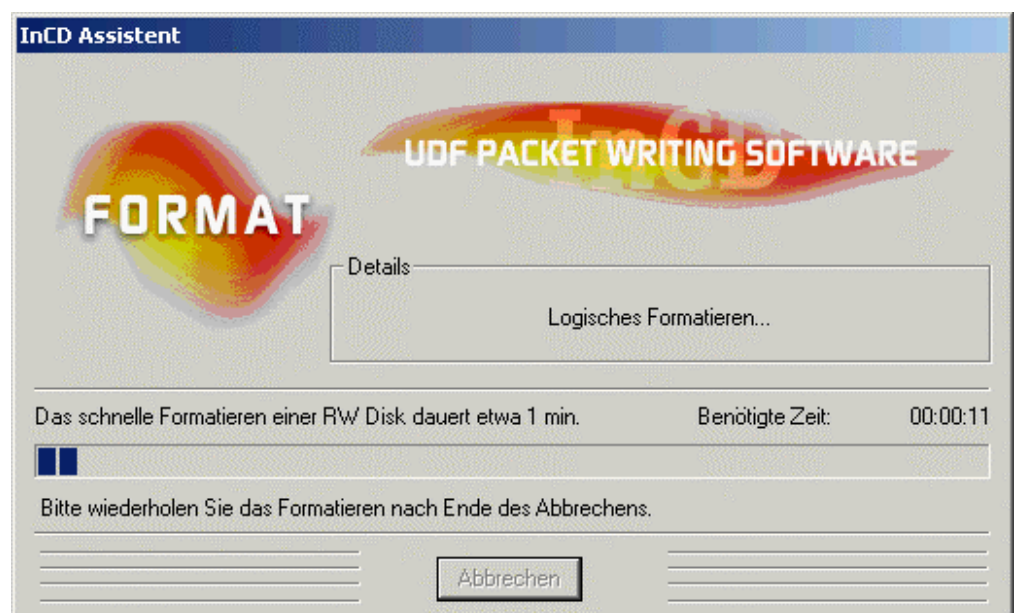 InCD Assistent
InCD
UDF PACKET WRITING SOFTWARE
FORMAT
Details
Logisches Formatieren...
Das schnelle Formatieren einer RW Disk dauert etwa 1 min. Benötigte Zeit: 00:00:11
Bitte wiederholen Sie das Formatieren nach Ende des Abbrechens.
Abbrechen